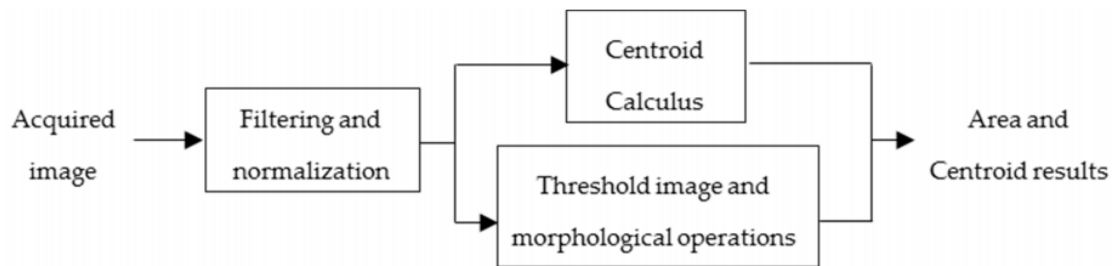 Acquired
image
Filtering and
normalization
Centroid
Calculus
Threshold image and
morphological operations
Area and
Centroid results